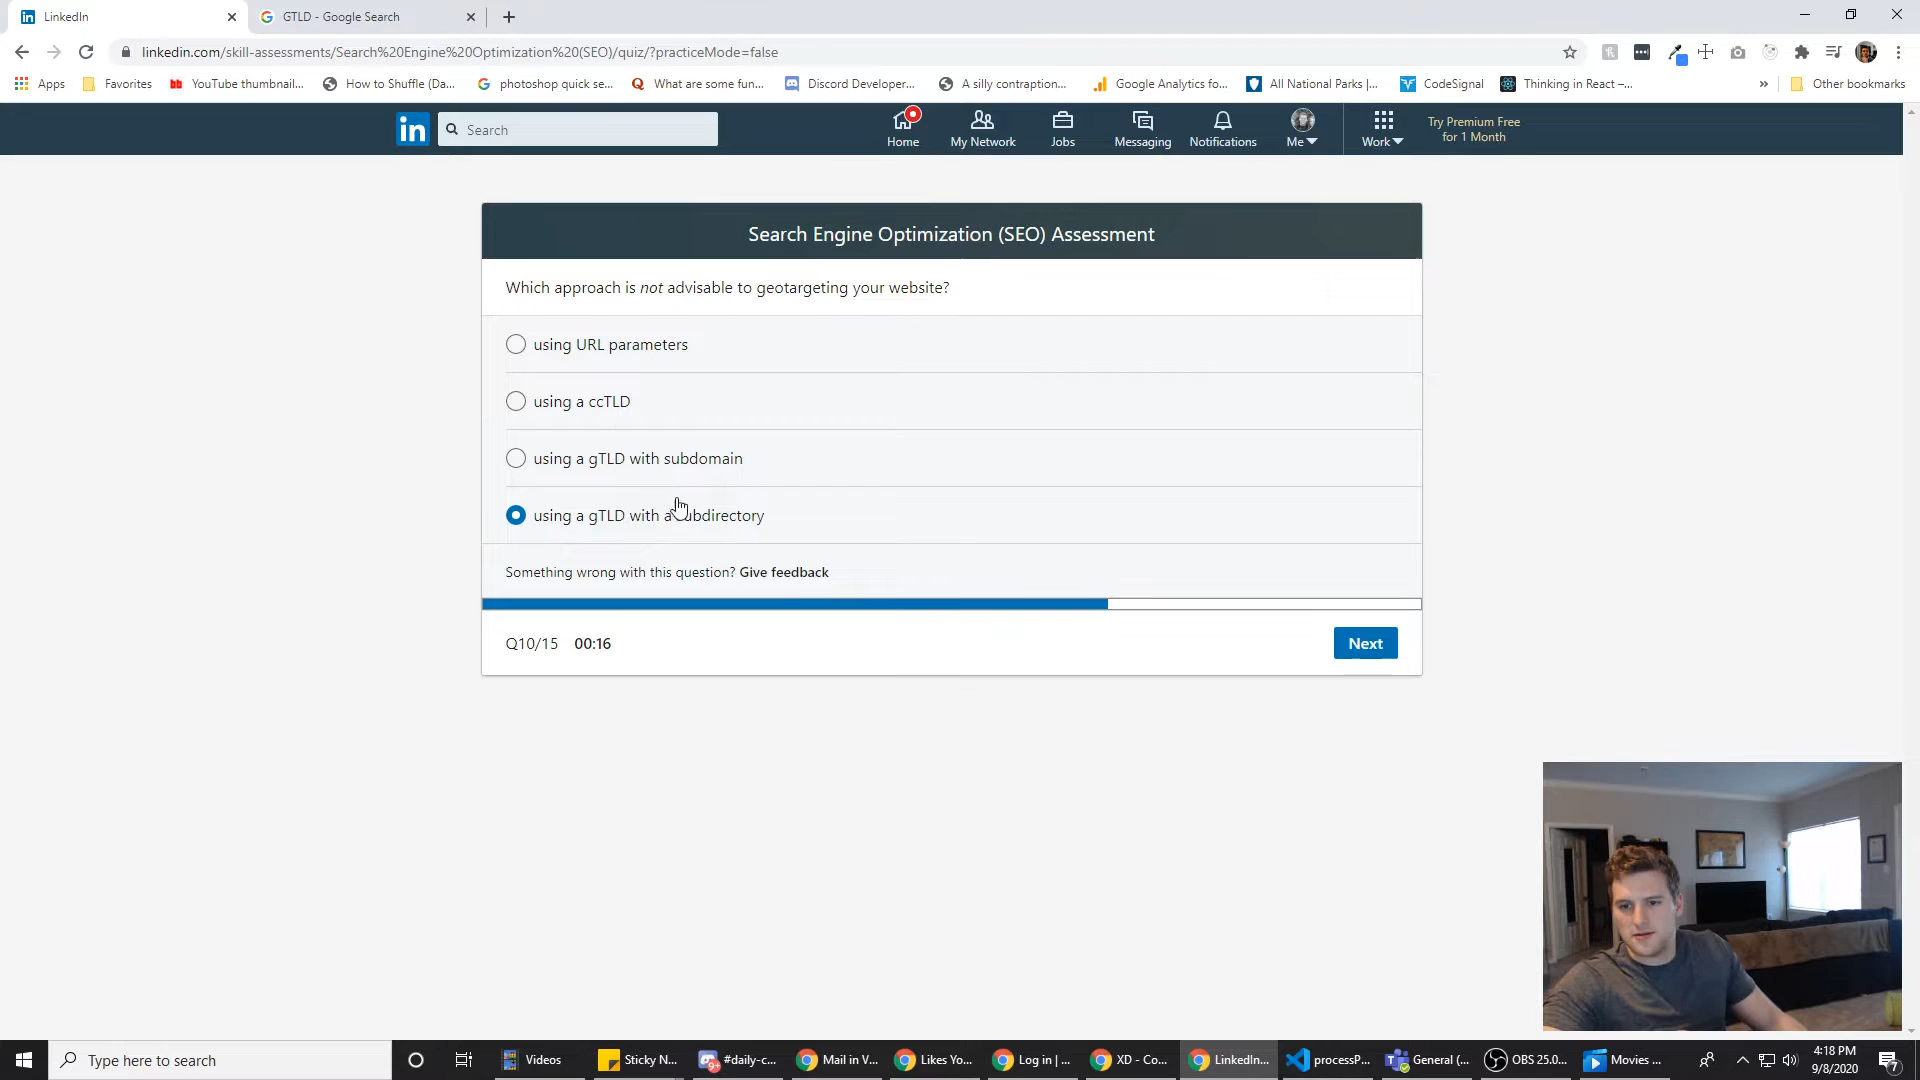 LinkedIn
GTLD - Google Search
linkedin.com/skill-assessments/Search%20Engine%20Optimization%20(SEO)/quiz/?practiceMode=false
Apps
Favorites
YouTube thumbnail...
How to Shuffle (Da...
photoshop quick se...
What are some fun...
Discord Developer...
A silly contraption...
Google Analytics fo...
All National Parks |...
CodeSignal
Thinking in React –...
»
Other bookmarks
in
Search
Home
My Network
Jobs
Messaging
Notifications
Me
Work
Try Premium Free
for 1 Month
Search Engine Optimization (SEO) Assessment
Which approach is not advisable to geotargeting your website?
using URL parameters
using a ccTLD
using a gTLD with subdomain
using a gTLD with a subdirectory
Something wrong with this question? Give feedback
Q10/15 00:16
Next
Type here to search
Videos
Sticky N...
#daily-c...
Mail in V...
Likes Yo...
Log in | ...
XD - Co...
LinkedIn...
processP...
General (...
OBS 25.0...
Movies ...
4:18 PM
9/8/2020
7